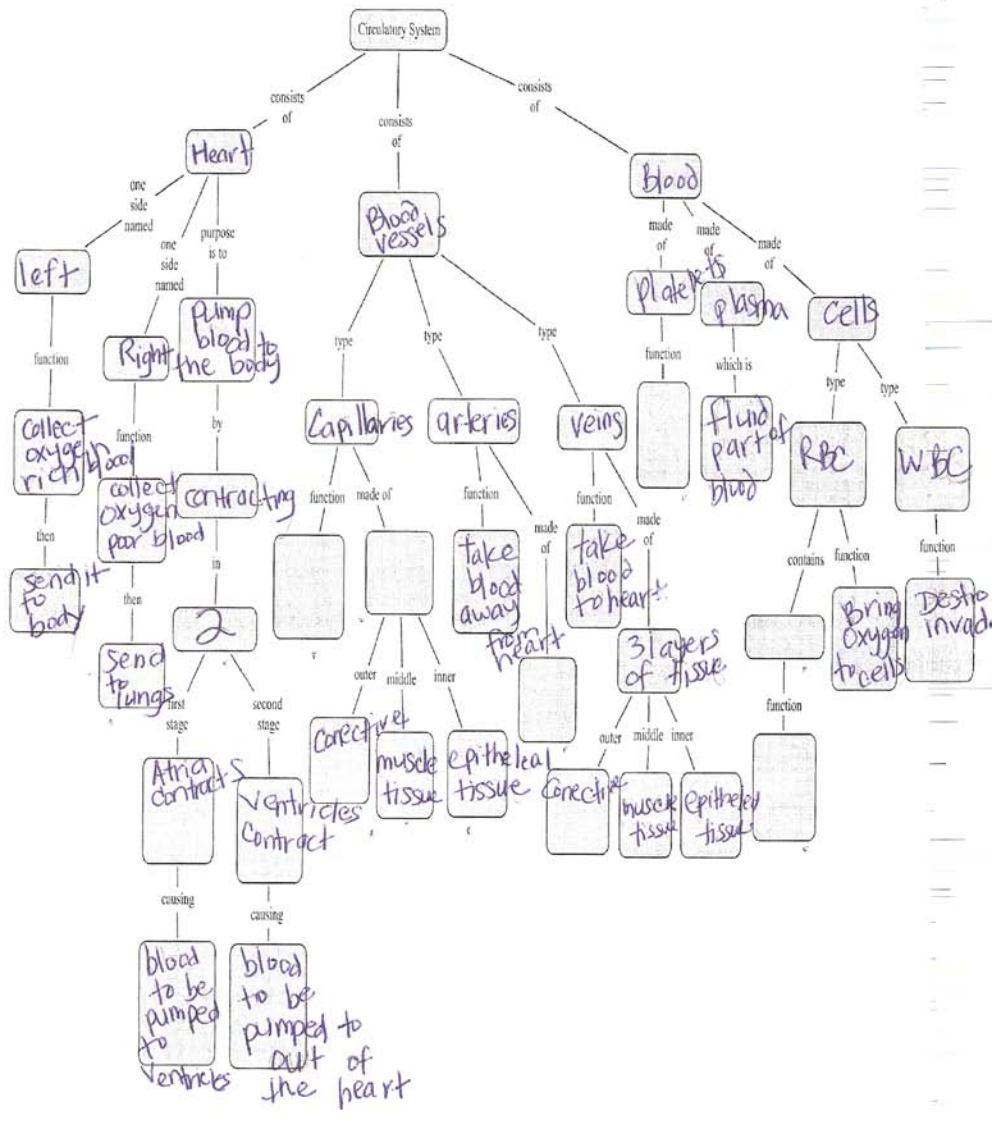 Circulatory System
consists
of
consists
of
consists
of
Heart
Blood
vessels
Blood
one
side
named
one
side
named
purpose
is to
made
of
made
of
made
of
left
Right
pump
blood to
the body
platelets
plasma
cells
function
function
by
type
type
type
function
which is
type
type
collect
oxygen
rich blood
collect
oxygen
poor blood
contracting
Capillaries
arteries
veins
fluid
part of
blood
RBC
WBC
then
then
in
function
made of
function
made
of
function
made
of
contains
function
function
send it
to
body
send
to
lungs
2
take
blood
away
from
heart
take
blood
to heart
3 layers
of tissue
Bring
oxygen
to cells
Destro
invad
first
stage
second
stage
outer
middle
inner
outer
middle
inner
function
Atria
contracts
ventricles
contract
Conective
muscle
tissue
epitheleal
tissue
Conective
muscle
tissue
epitheleal
tissue
causing
causing
blood
to be
pumped
to
ventricles
blood
to be
pumped to
out of
the heart